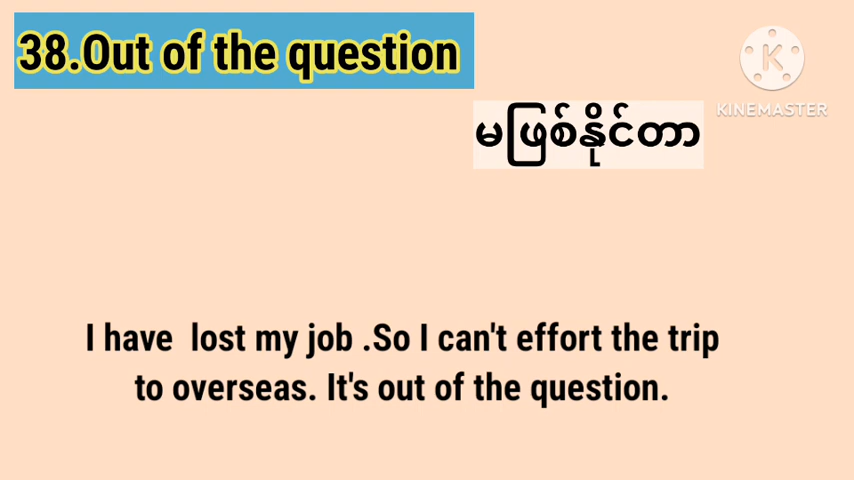 38.Out of the question
KINEMASTER
မဖြစ်နိုင်တာ
I have lost my job .So I can't effort the trip
to overseas. It's out of the question.